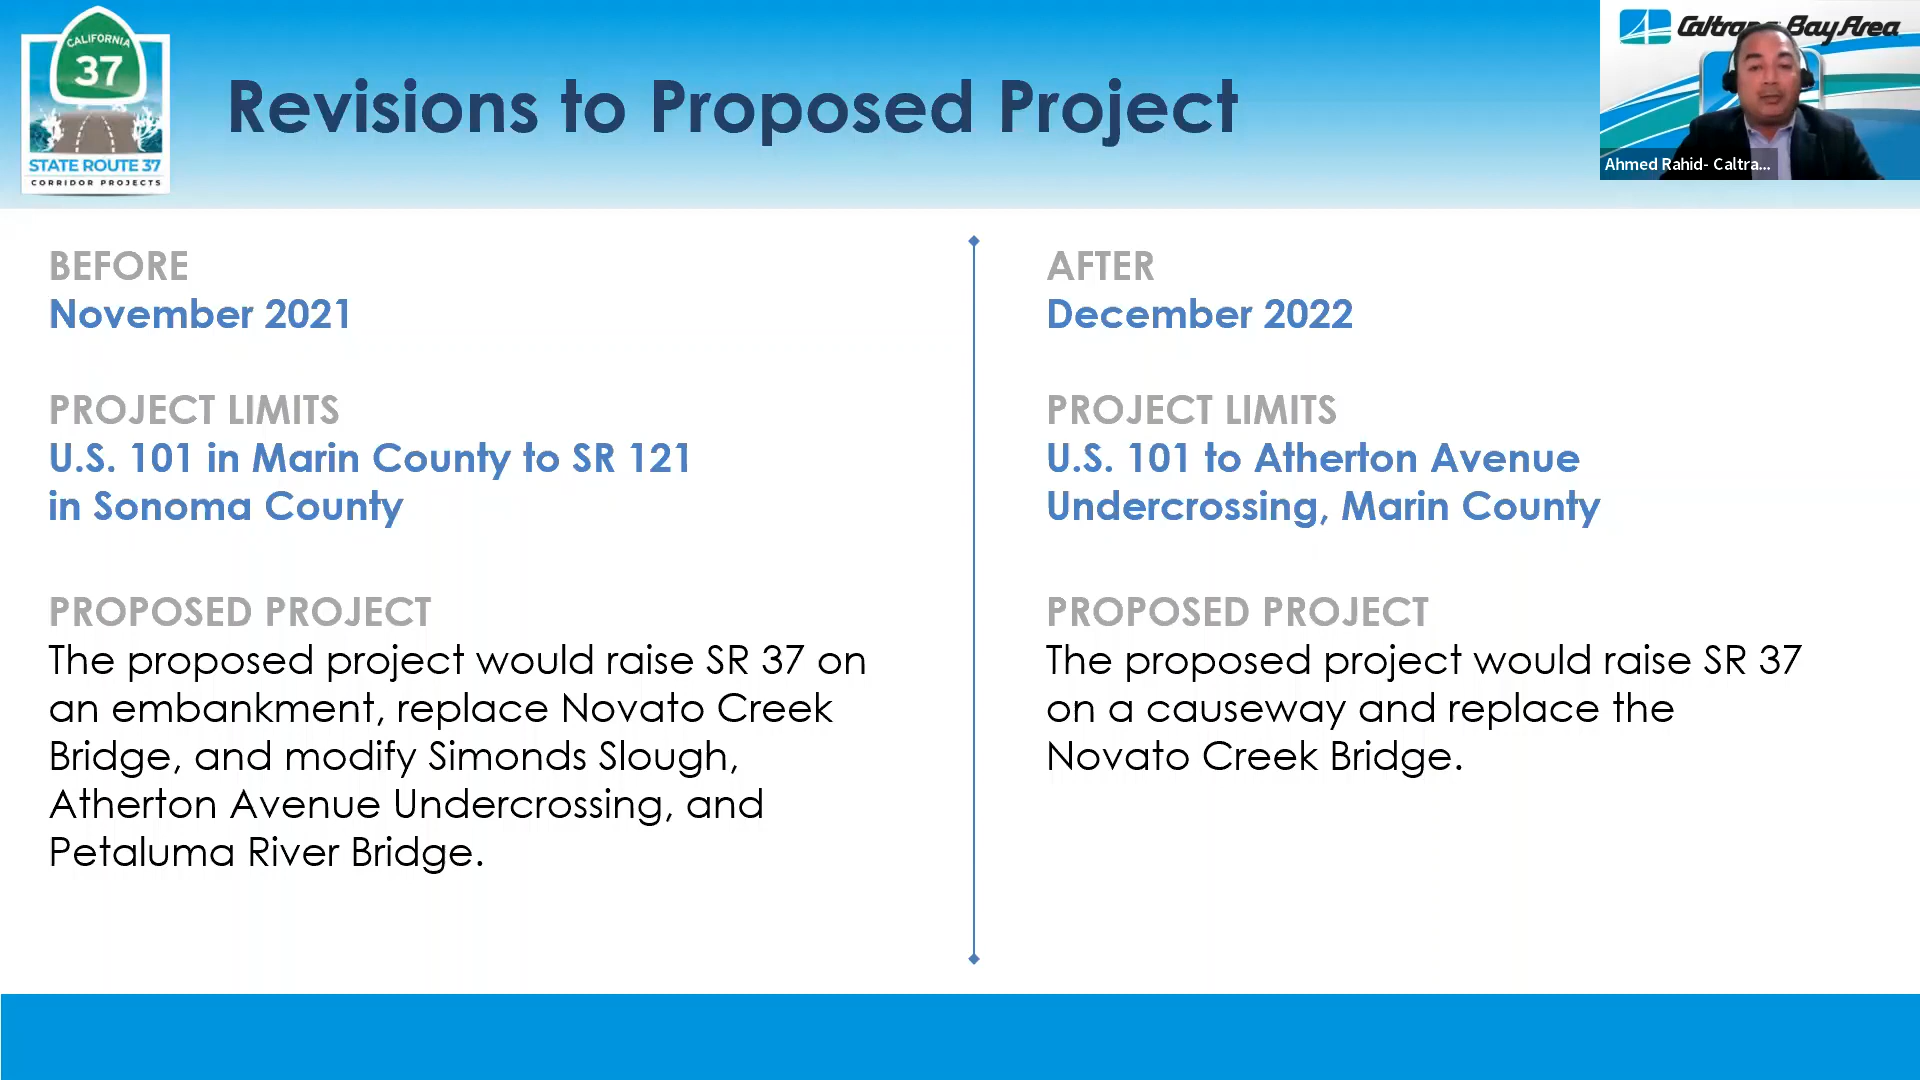 CALIFORNIA
37
STATE ROUTE 37
CORRIDOR PROJECTS
Revisions to Proposed Project
Caltrans Bay Area
Ahmed Rahid- Caltra...
BEFORE
November 2021
PROJECT LIMITS
U.S. 101 in Marin County to SR 121
in Sonoma County
PROPOSED PROJECT
The proposed project would raise SR 37 on
an embankment, replace Novato Creek
Bridge, and modify Simonds Slough,
Atherton Avenue Undercrossing, and
Petaluma River Bridge.
AFTER
December 2022
PROJECT LIMITS
U.S. 101 to Atherton Avenue
Undercrossing, Marin County
PROPOSED PROJECT
The proposed project would raise SR 37
on a causeway and replace the
Novato Creek Bridge.